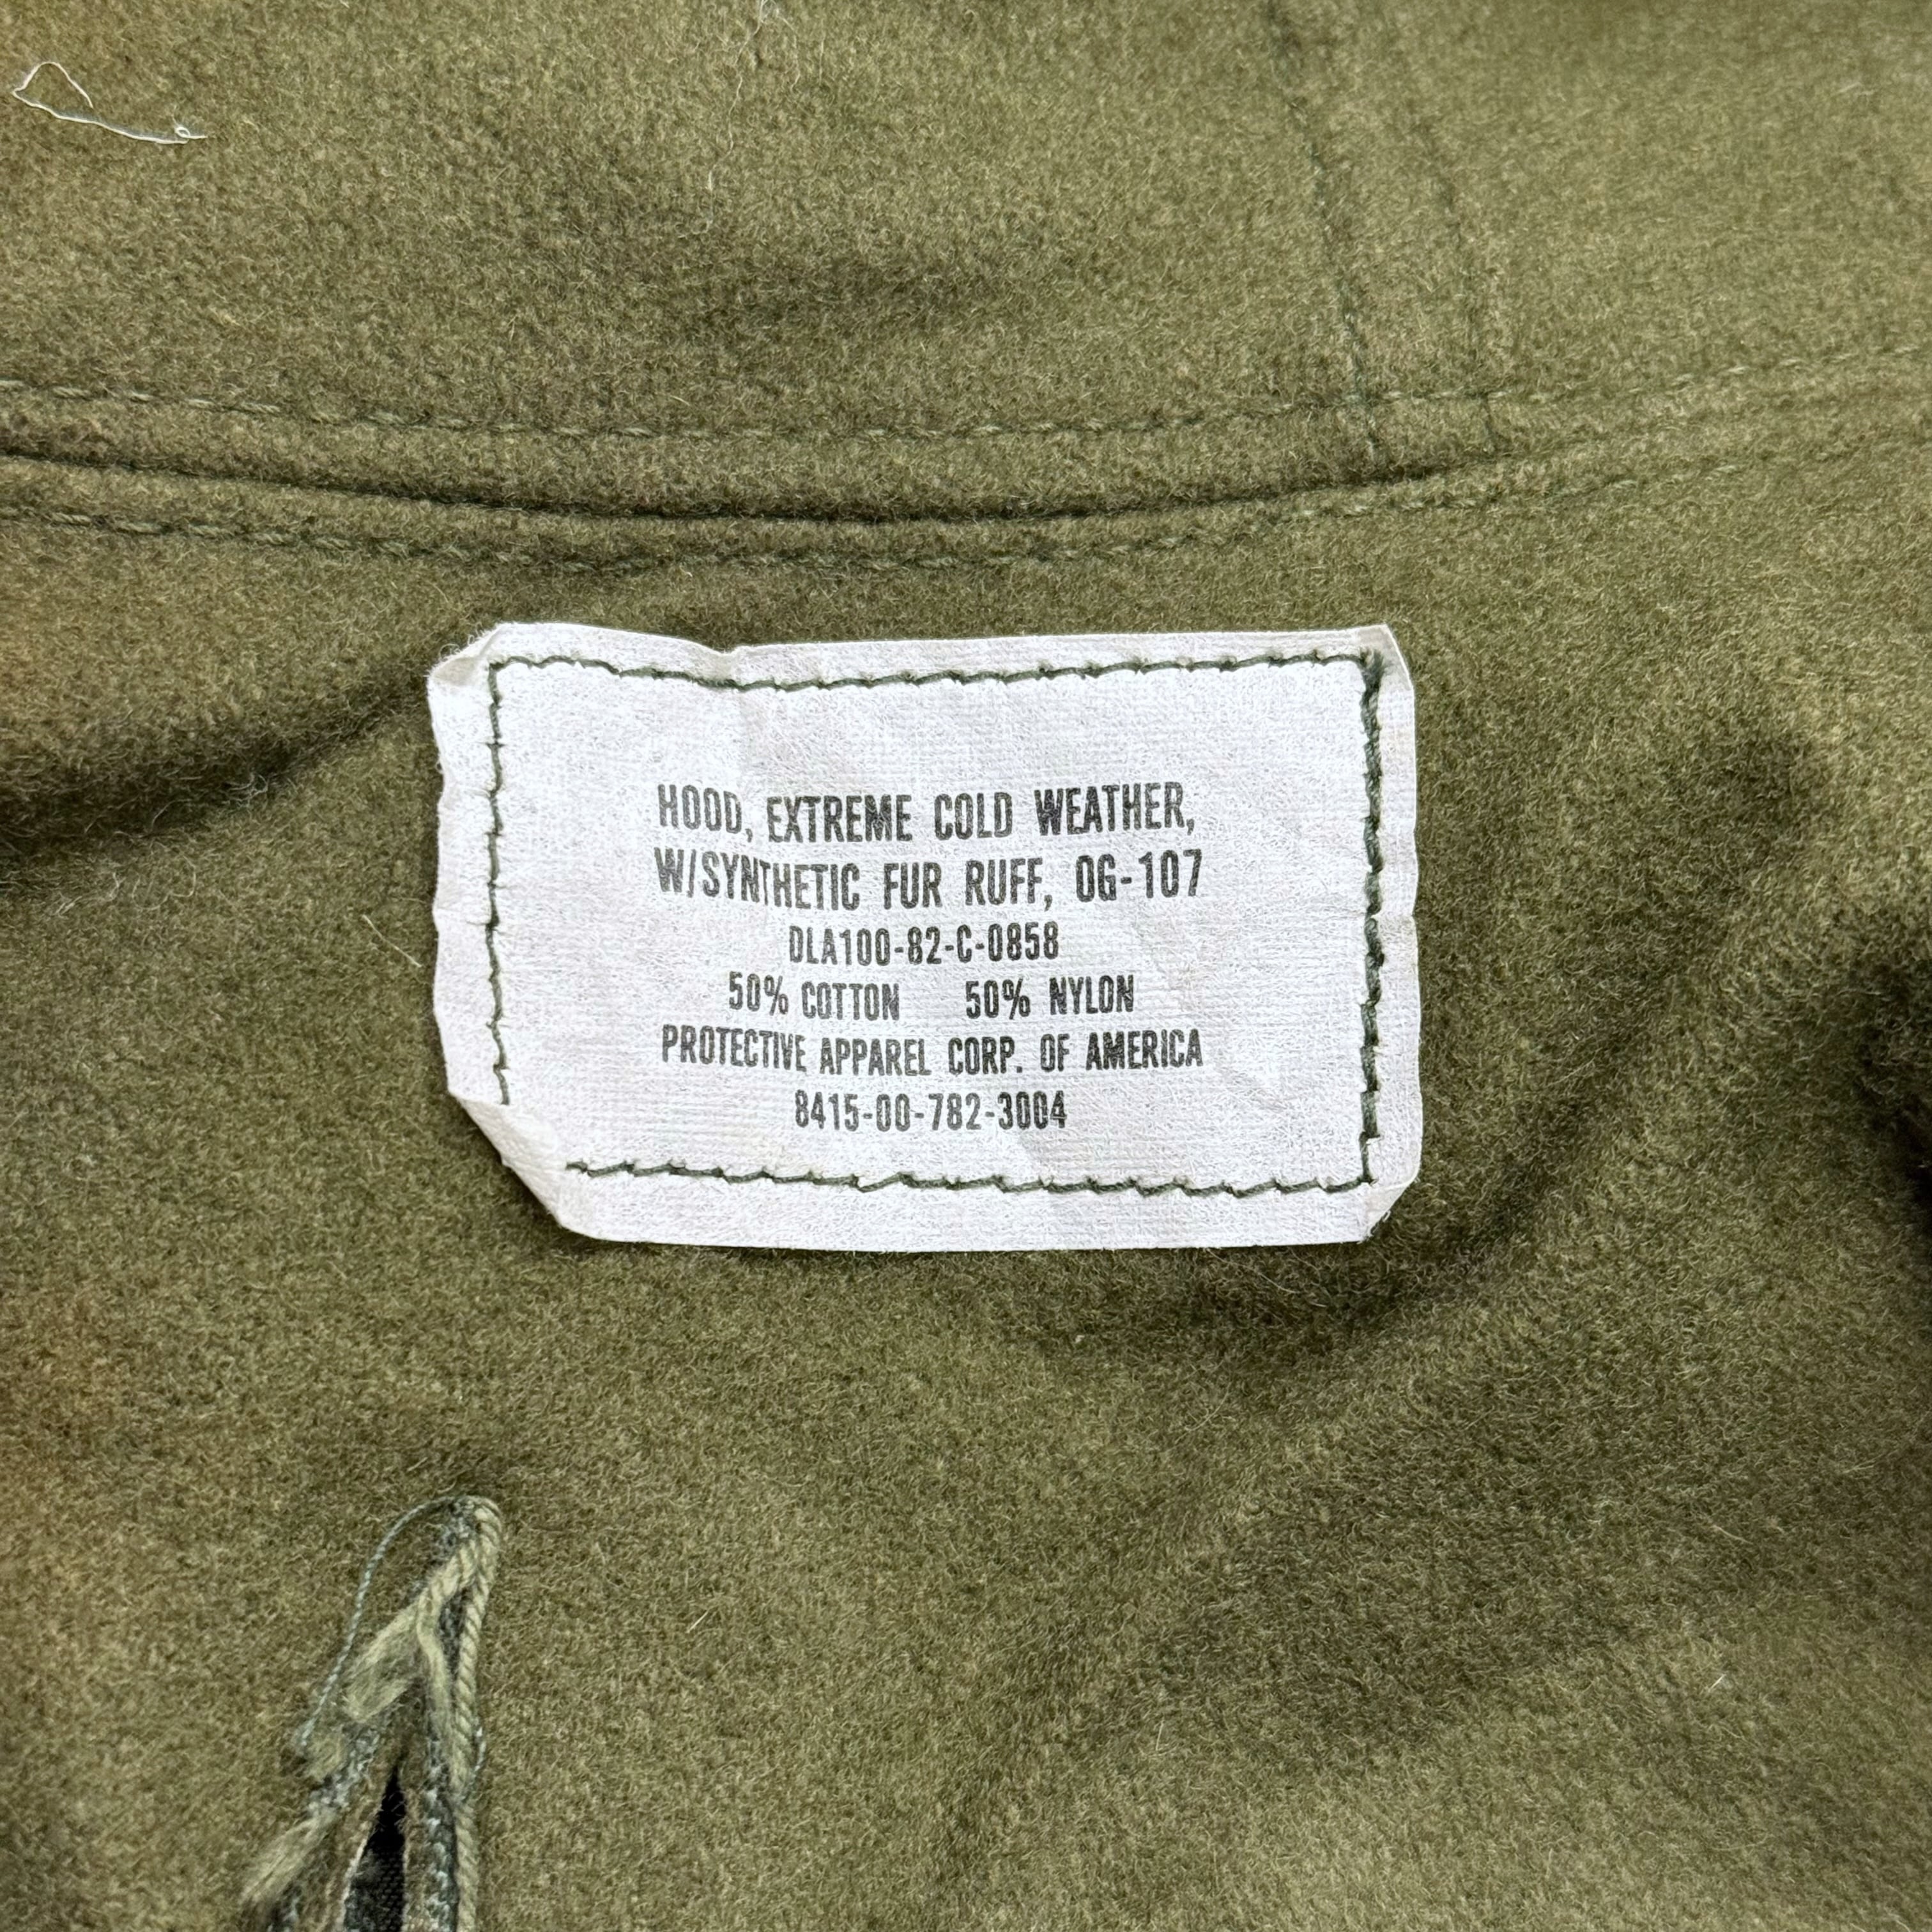 HOOD, EXTREME COLD WEATHER,
W/SYNTHETIC FUR RUFF, OG-107
DLA100-82-C-0858
50% COTTON 50% NYLON
PROTECTIVE APPAREL CORP. OF AMERICA
8415-00-782-3004